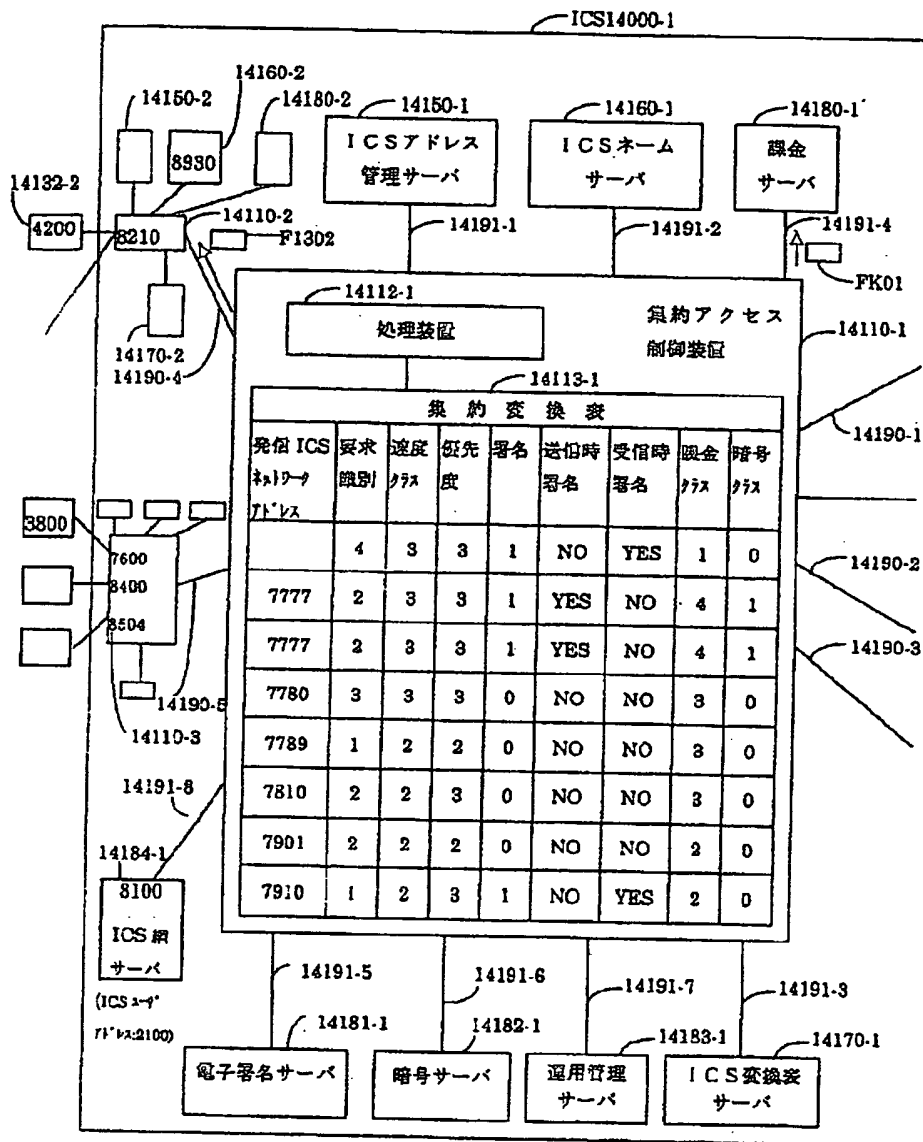 ICS14000-1
14160-2
14150-2
14180-2
14150-1
14160-1
14180-1
ICSアドレス
管理サーバ
ICSネーム
サーバ
課金
サーバ
8930
14132-2
4200
8210
14110-2
F1302
14191-1
14191-2
14191-4
FK01
14112-1
処理装置
集約アクセス
制御装置
14110-1
14170-2
14190-4
14113-1
集約変換表
14190-1
発信ICS
ネットワーク
アドレス
要求
識別
速度
クラス
優先
度
署名
送信時
署名
受信時
署名
課金
クラス
暗号
クラス
4 3 3 1 NO YES 1 0
7777 2 3 3 1 YES NO 4 1
7777 2 3 3 1 YES NO 4 1
7780 3 3 3 0 NO NO 3 0
7789 1 2 2 0 NO NO 3 0
7810 2 2 3 0 NO NO 3 0
7901 2 2 2 0 NO NO 2 0
7910 1 2 3 1 NO YES 2 0
3800
7600
8400
8504
14190-2
14190-3
14190-5
14110-3
14191-8
14184-1
8100
ICS網
サーバ
(ICSユーザ
アドレス:2100)
14191-5
14191-6
14191-7
14191-3
14181-1
14182-1
14183-1
14170-1
電子署名サーバ
暗号サーバ
運用管理
サーバ
ICS変換表
サーバ